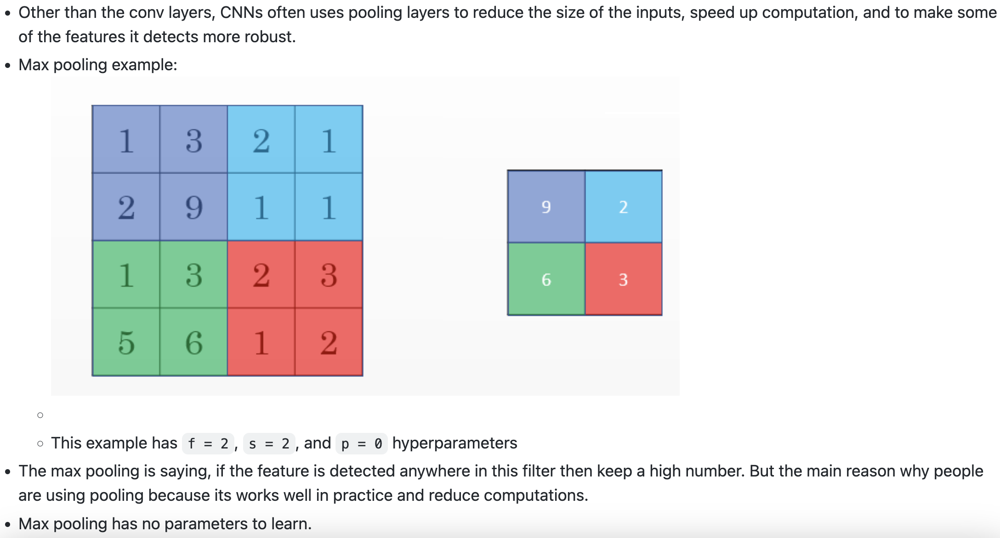 Other than the conv layers, CNNs often uses pooling layers to reduce the size of the inputs, speed up computation, and to make some
of the features it detects more robust.
Max pooling example:
1 3 2 1
2 9 1 1
1 3 2 3
5 6 1 2
9 2
6 3
This example has f = 2, s = 2, and p = 0 hyperparameters
The max pooling is saying, if the feature is detected anywhere in this filter then keep a high number. But the main reason why people
are using pooling because its works well in practice and reduce computations.
Max pooling has no parameters to learn.